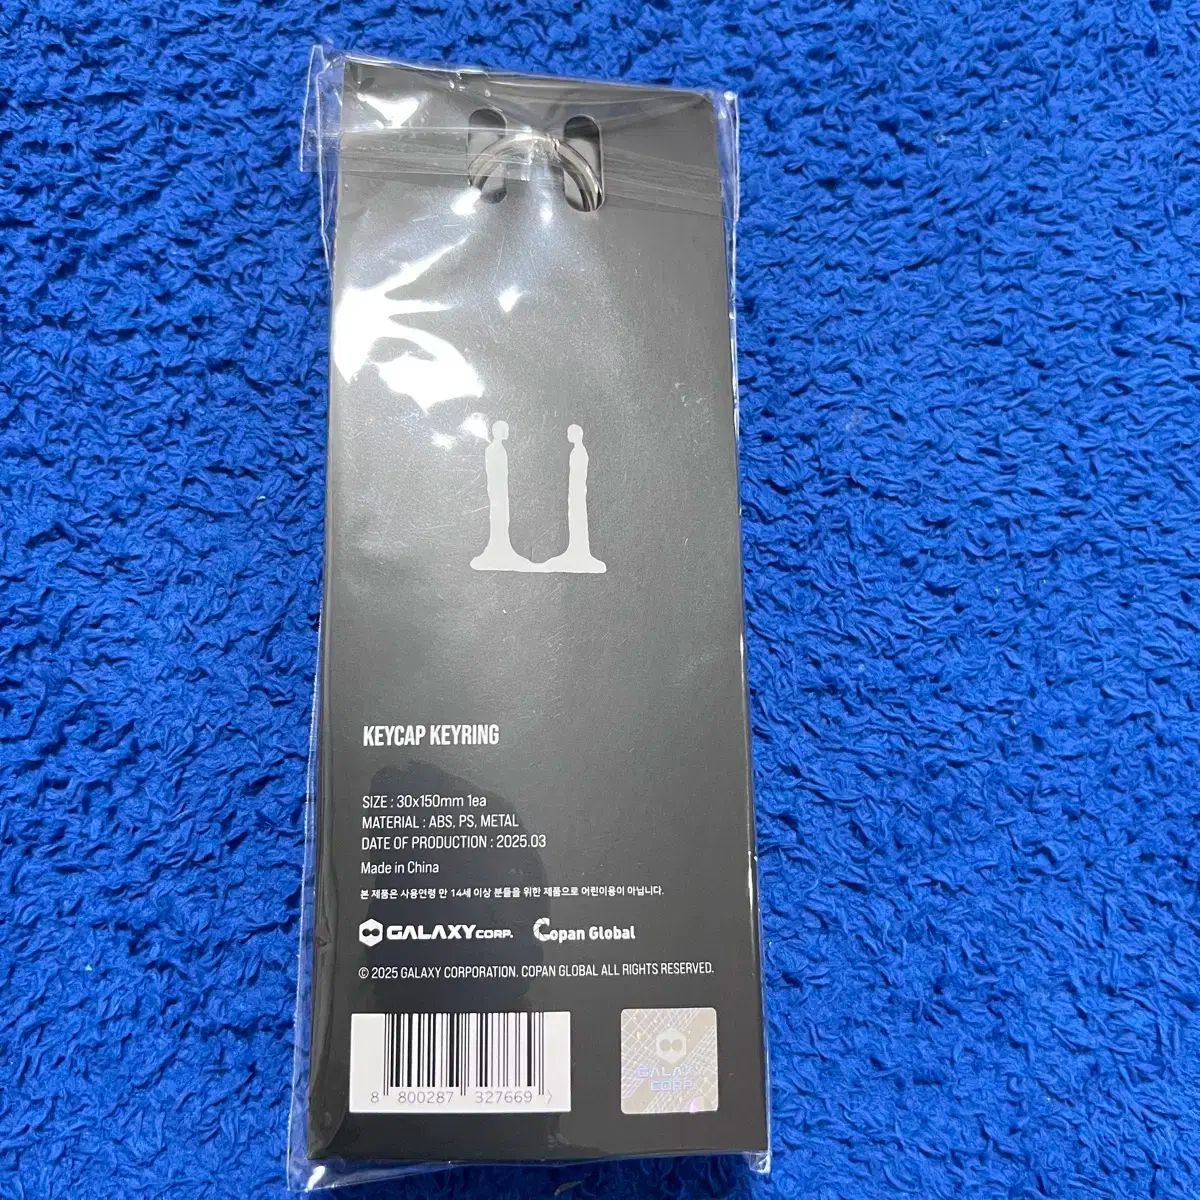 KEYCAP KEYRING
SIZE : 30x150mm 1ea
MATERIAL : ABS, PS, METAL
DATE OF PRODUCTION : 2025.03
Made in China
본 제품은 사용연령 만 14세 이상 분들을 위한 제품으로 어린이용이 아닙니다.
GALAXY CORP. Copan Global
© 2025 GALAXY CORPORATION. COPAN GLOBAL ALL RIGHTS RESERVED.
GALAXY
CORP.
8 800287 327669 >